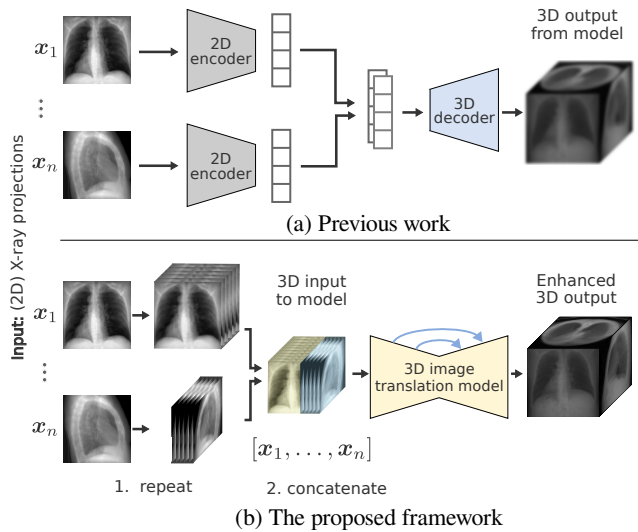 3D output
from model
x1
2D
encoder
3D
decoder
...
xn
2D
encoder
(a) Previous work
Input: (2D) X-ray projections
3D input
to model
Enhanced
3D output
x1
3D image
translation model
...
xn
[x1, . . . , xn]
1. repeat
2. concatenate
(b) The proposed framework